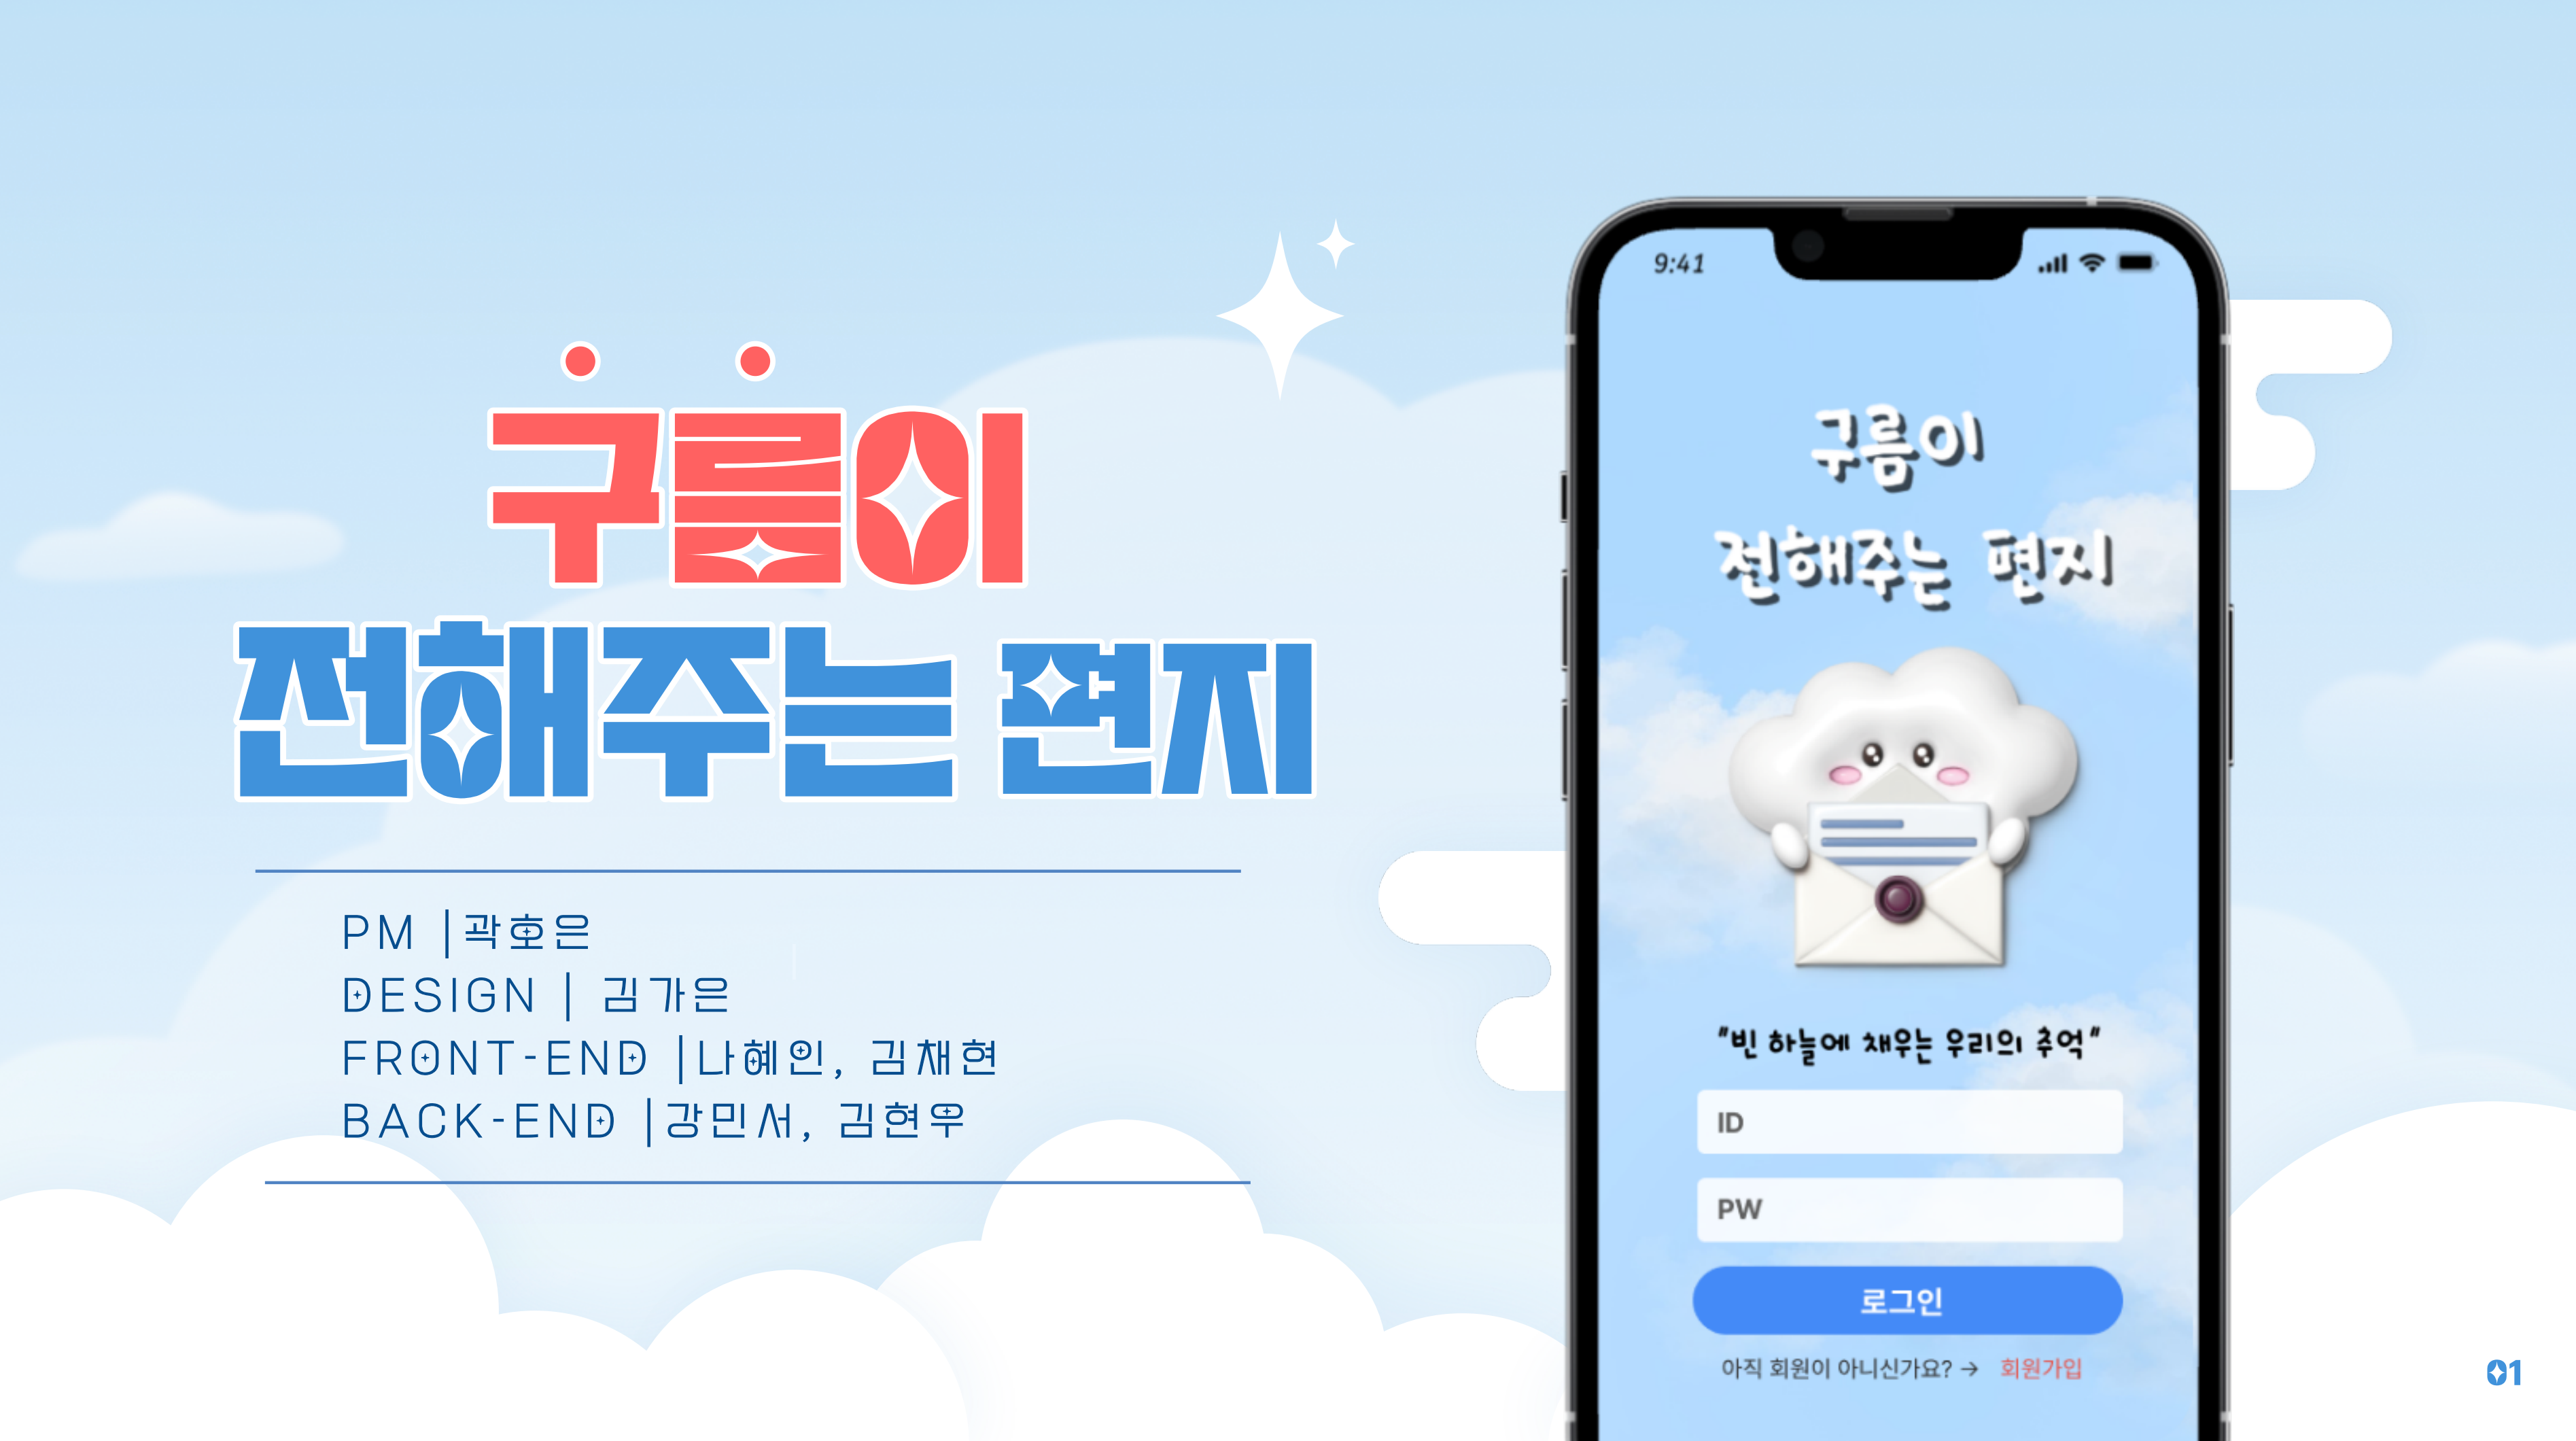 구름이
전해주는 편지
PM |곽호은
DESIGN | 김가은
FRONT-END |나혜인, 김채현
BACK-END |강민서, 김현우
9:41
구름이
전해주는 편지
"빈 하늘에 채우는 우리의 추억"
ID
PW
로그인
아직 회원이 아니신가요? → 회원가입
01